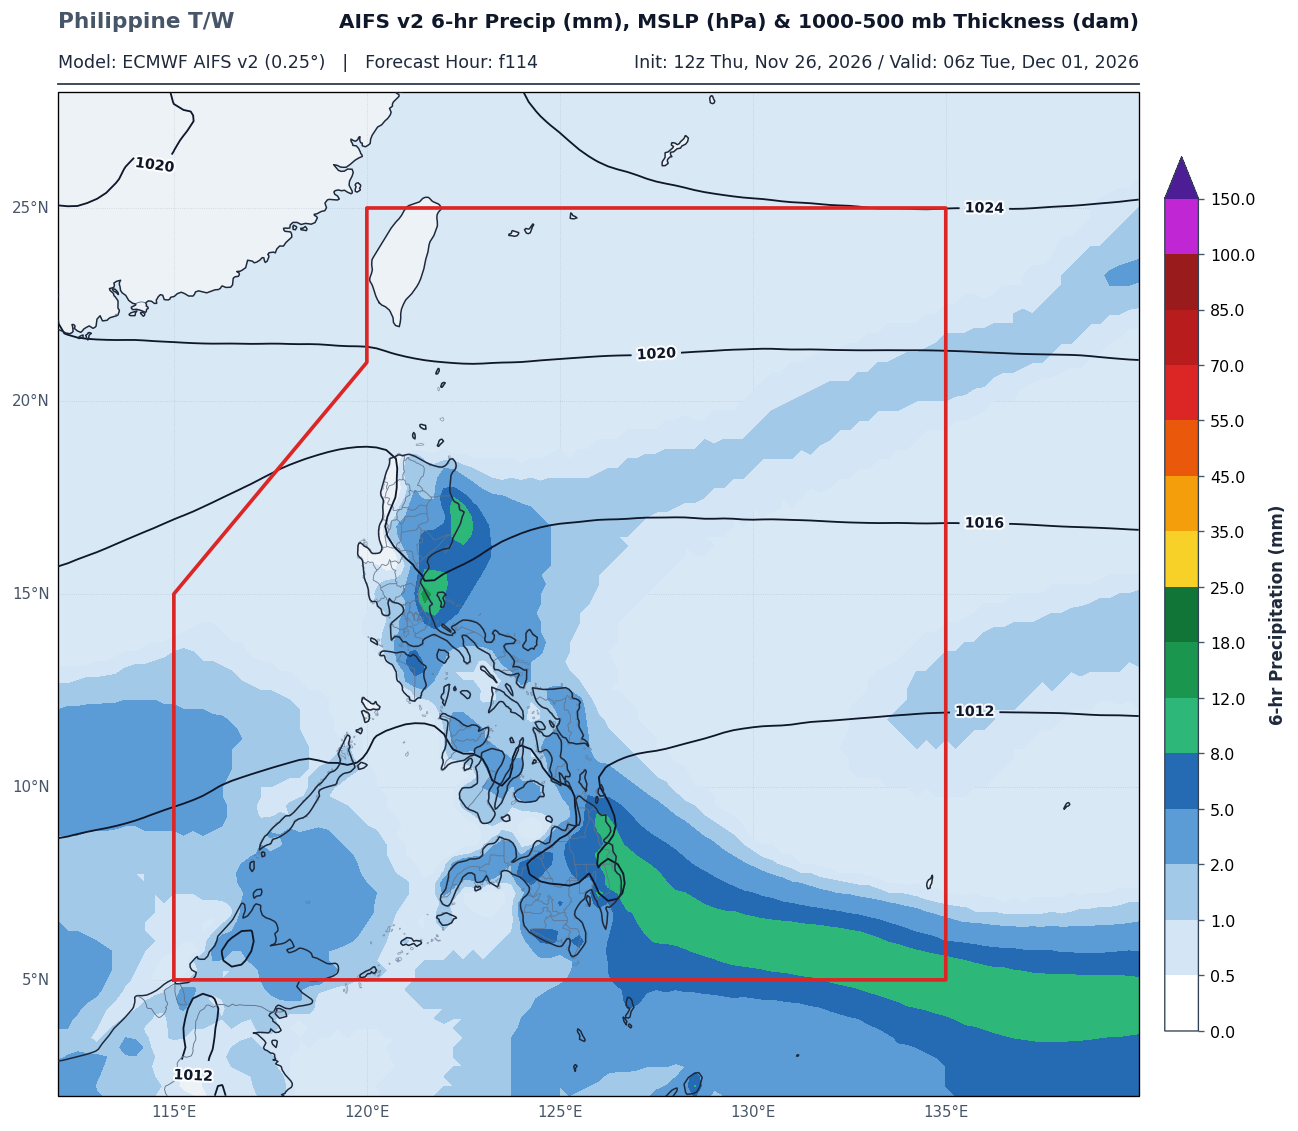 Philippine T/W
AIFS v2 6-hr Precip (mm), MSLP (hPa) & 1000-500 mb Thickness (dam)
Model: ECMWF AIFS v2 (0.25°) | Forecast Hour: f114
Init: 12z Thu, Nov 26, 2026 / Valid: 06z Tue, Dec 01, 2026
1020
1024
1020
1016
1012
1012
25°N
20°N
15°N
10°N
5°N
115°E
120°E
125°E
130°E
135°E
150.0
100.0
85.0
70.0
55.0
45.0
35.0
25.0
18.0
12.0
8.0
5.0
2.0
1.0
0.5
0.0
6-hr Precipitation (mm)